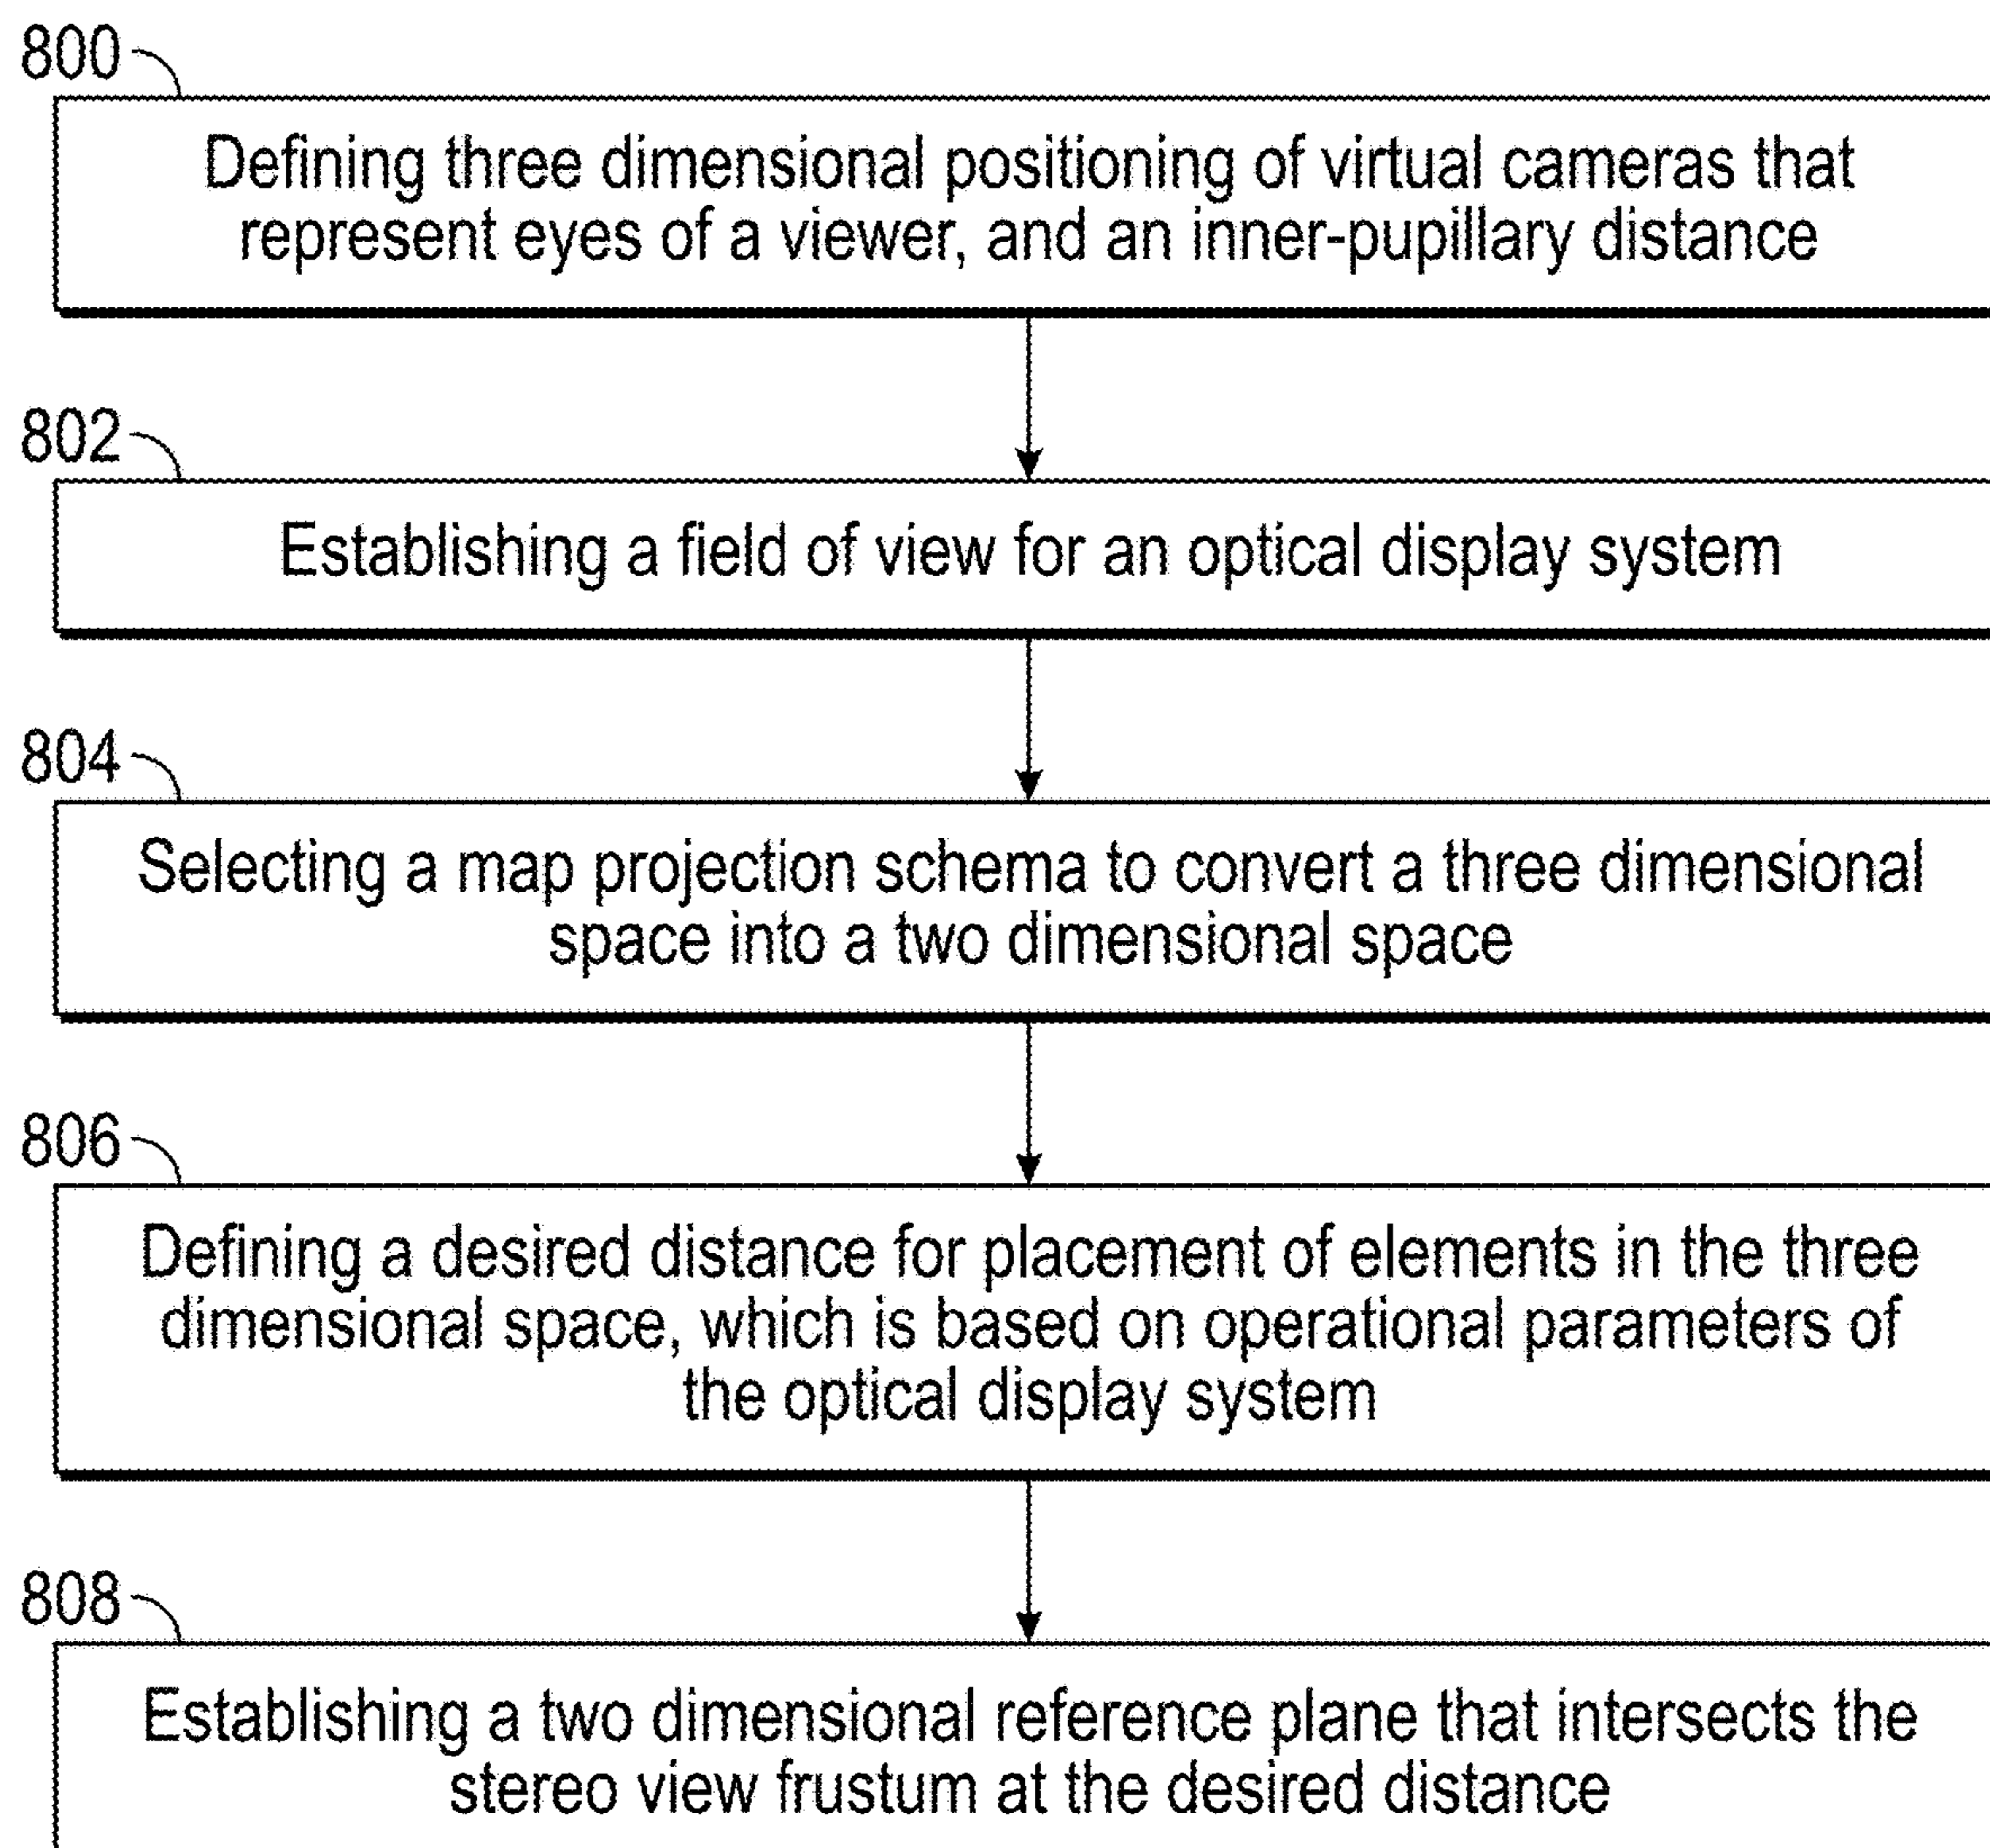 800
Defining three dimensional positioning of virtual cameras that
represent eyes of a viewer, and an inner-pupillary distance
802
Establishing a field of view for an optical display system
804
Selecting a map projection schema to convert a three dimensional
space into a two dimensional space
806
Defining a desired distance for placement of elements in the three
dimensional space, which is based on operational parameters of
the optical display system
808
Establishing a two dimensional reference plane that intersects the
stereo view frustum at the desired distance